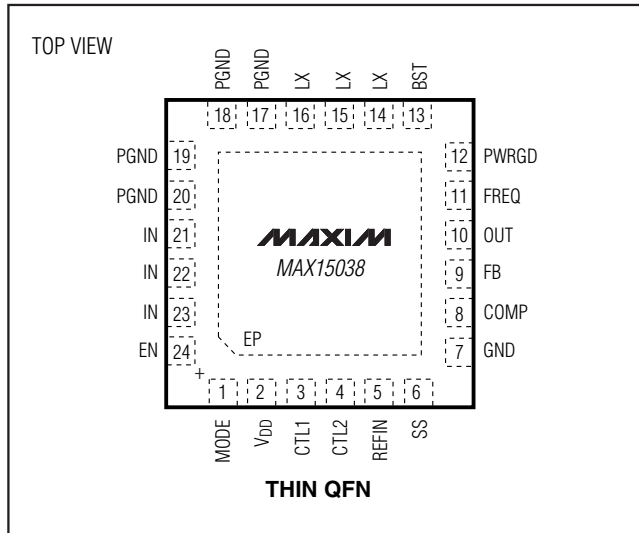 TOP VIEW
PGND
PGND
LX
LX
LX
BST
18 17 16 15 14 13
PGND 19
PGND 20
IN 21
IN 22
IN 23
EN 24
12 PWRGD
11 FREQ
10 OUT
9 FB
8 COMP
7 GND
MAXIM
MAX15038
EP
+
1 2 3 4 5 6
MODE
VDD
CTL1
CTL2
REFIN
SS
THIN QFN